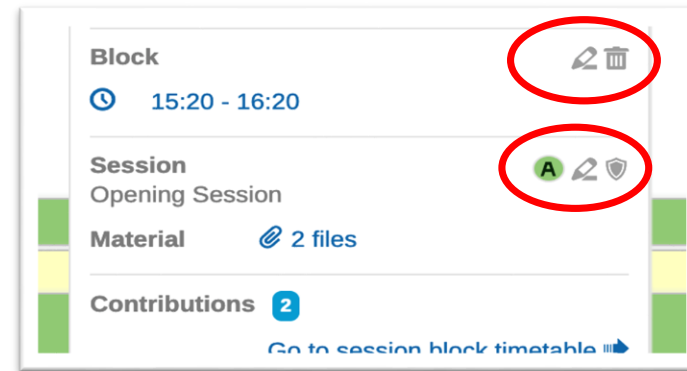 Block
15:20 - 16:20
Session
A
Opening Session
Material 2 files
Contributions 2
Go to session block timetable